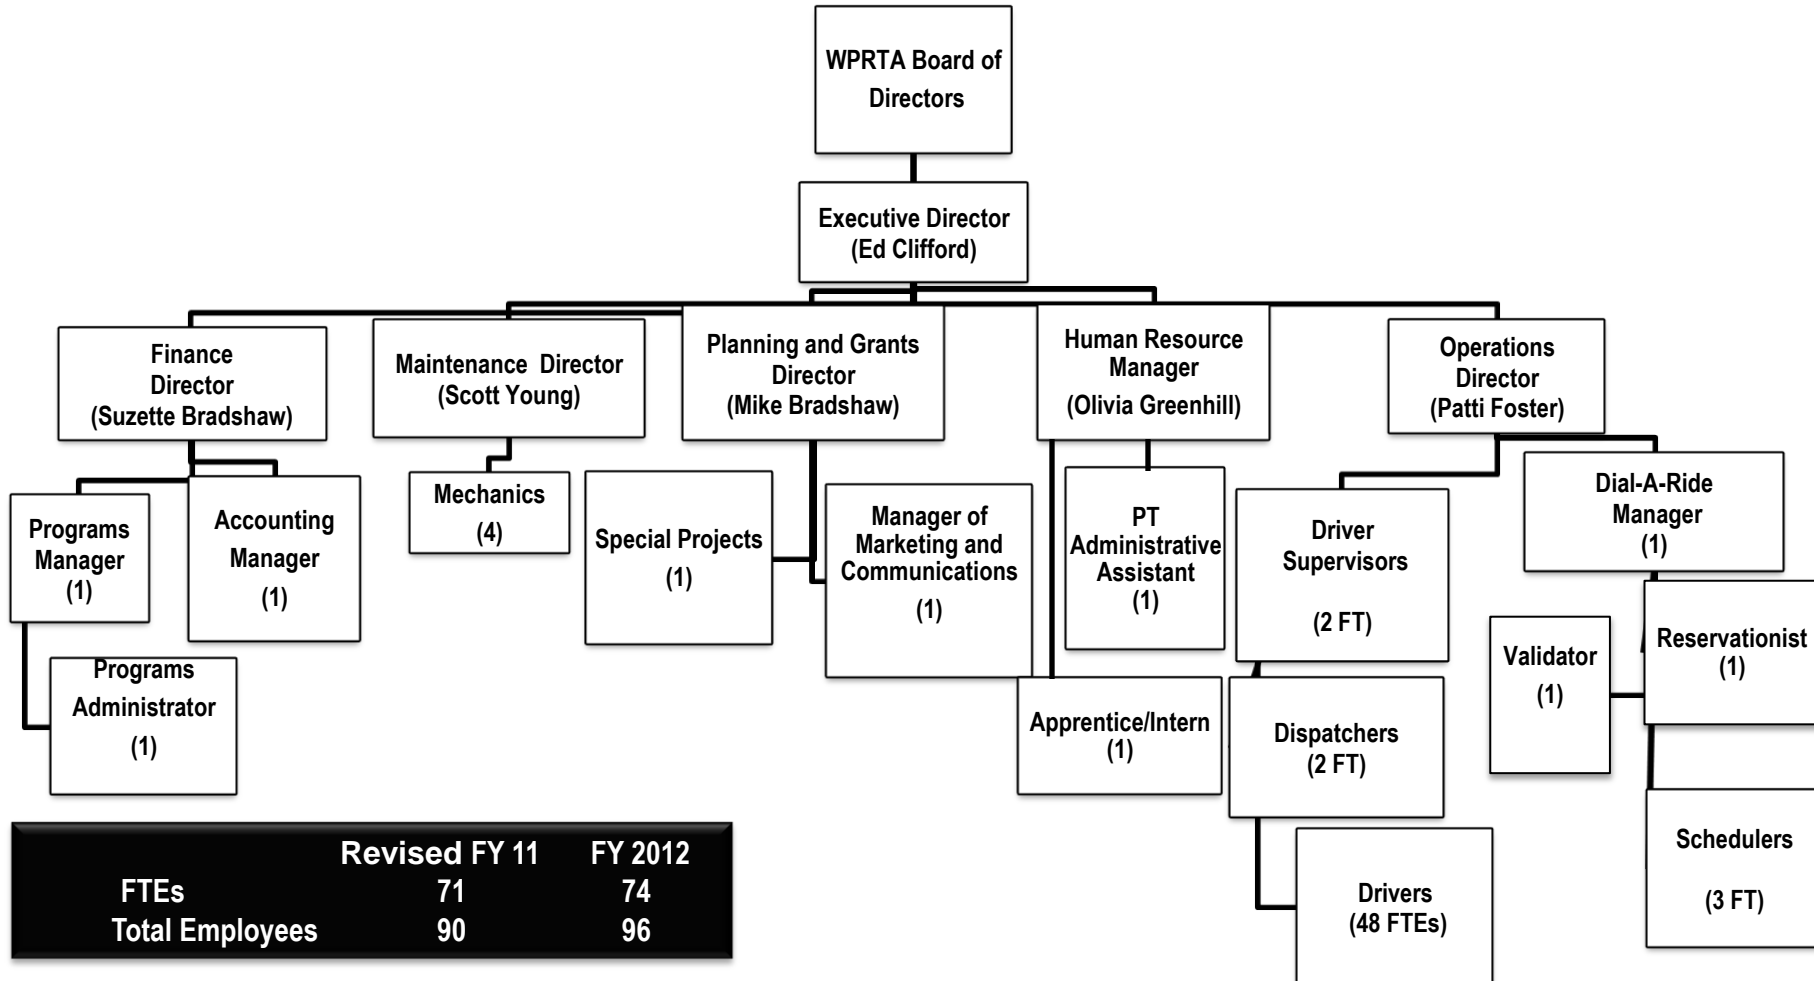 WPRTA Board of
Directors
Executive Director
(Ed Clifford)
Finance
Director
(Suzette Bradshaw)
Maintenance Director
(Scott Young)
Planning and Grants
Director
(Mike Bradshaw)
Human Resource
Manager
(Olivia Greenhill)
Operations
Director
(Patti Foster)
Programs
Manager
(1)
Accounting
Manager
(1)
Mechanics
(4)
Special Projects
(1)
Manager of
Marketing and
Communications
(1)
PT
Administrative
Assistant
(1)
Driver
Supervisors
(2 FT)
Dial-A-Ride
Manager
(1)
Programs
Administrator
(1)
Apprentice/Intern
(1)
Dispatchers
(2 FT)
Validator
(1)
Reservationist
(1)
Drivers
(48 FTEs)
Schedulers
(3 FT)
Revised FY 11 FY 2012
FTEs 71 74
Total Employees 90 96